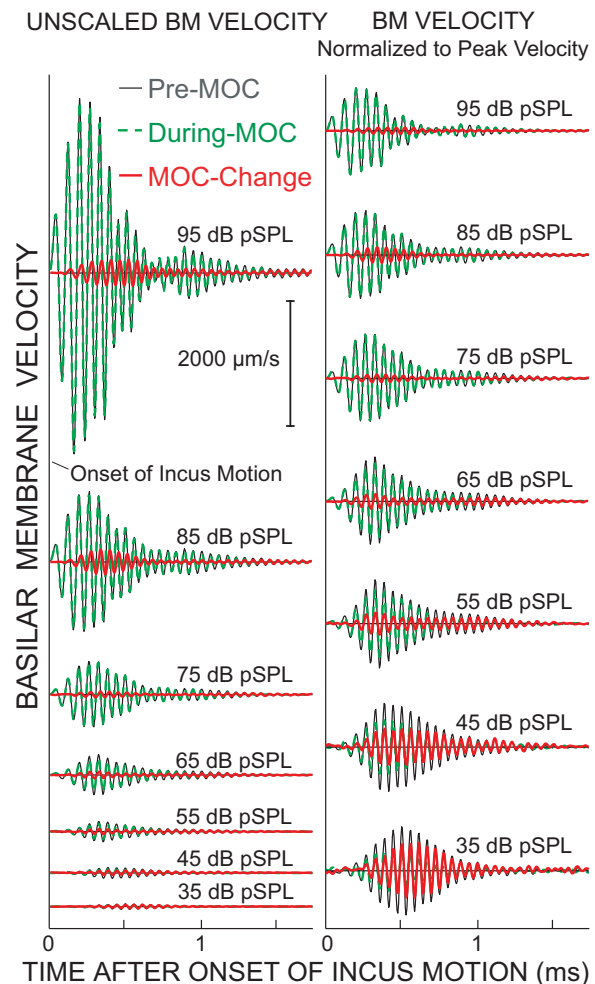 UNSCALED BM VELOCITY
Pre-MOC
During-MOC
MOC-Change
95 dB pSPL
2000 µm/s
Onset of Incus Motion
85 dB pSPL
75 dB pSPL
65 dB pSPL
55 dB pSPL
45 dB pSPL
35 dB pSPL
0
1
BASILAR MEMBRANE VELOCITY
BM VELOCITY
Normalized to Peak Velocity
95 dB pSPL
85 dB pSPL
75 dB pSPL
65 dB pSPL
55 dB pSPL
45 dB pSPL
35 dB pSPL
0
1
TIME AFTER ONSET OF INCUS MOTION (ms)